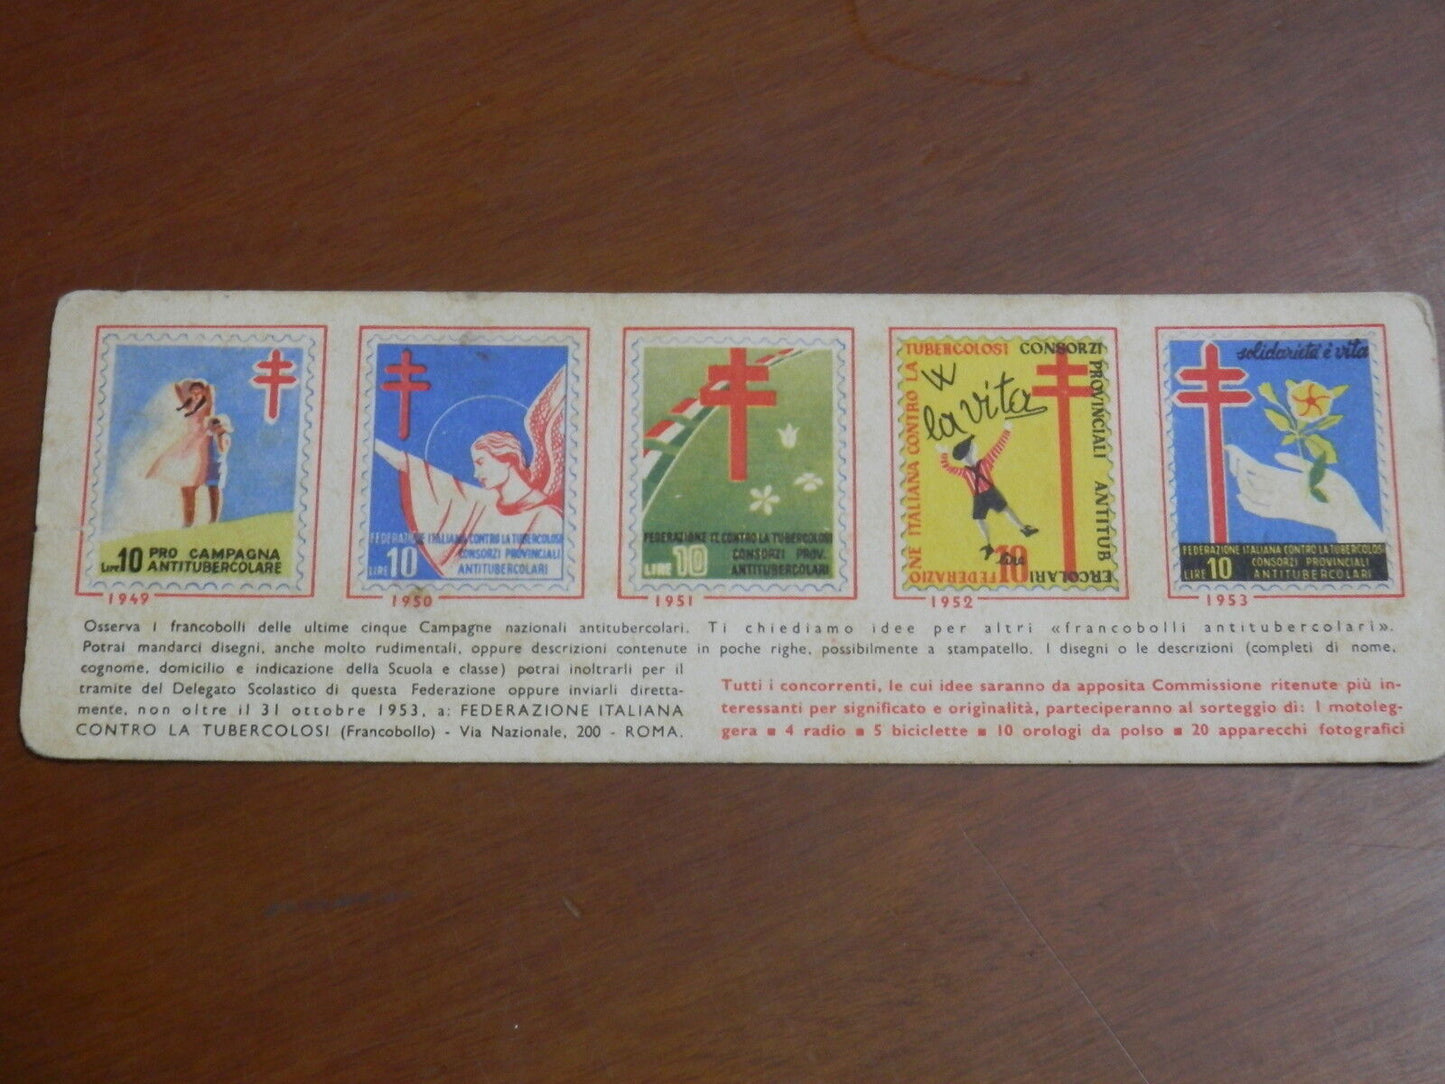 LIRE 10 PRO CAMPAGNA
ANTITUBERCOLARE
1949
FEDERAZIONE ITALIANA CONTRO LA TUBERCOLOSI
LIRE 10 CONSORZI PROVINCIALI
ANTITUBERCOLARI
1950
FEDERAZIONE IT. CONTRO LA TUBERCOLOSI
LIRE 10 CONSORZI PROV.
ANTITUBERCOLARI
1951
FEDERAZIONE ITALIANA CONTRO LA TUBERCOLOSI CONSORZI PROVINCIALI ANTITUBERCOLARI
W
la vita
10 lire
1952
solidarietà è vita
FEDERAZIONE ITALIANA CONTRO LA TUBERCOLOSI
LIRE 10 CONSORZI PROVINCIALI
ANTITUBERCOLARI
1953
Osserva i francobolli delle ultime cinque Campagne nazionali antitubercolari. Ti chiediamo idee per altri «francobolli antitubercolari».
Potrai mandarci disegni, anche molto rudimentali, oppure descrizioni contenute in poche righe, possibilmente a stampatello. I disegni o le descrizioni (completi di nome,
cognome, domicilio e indicazione della Scuola e classe) potrai inoltrarli per il
tramite del Delegato Scolastico di questa Federazione oppure inviarli diretta-
mente, non oltre il 31 ottobre 1953, a: FEDERAZIONE ITALIANA
CONTRO LA TUBERCOLOSI (Francobollo) - Via Nazionale, 200 - ROMA.
Tutti i concorrenti, le cui idee saranno da apposita Commissione ritenute più in-
teressanti per significato e originalità, parteciperanno al sorteggio di: 1 motoleg-
gera ■ 4 radio ■ 5 biciclette ■ 10 orologi da polso ■ 20 apparecchi fotografici